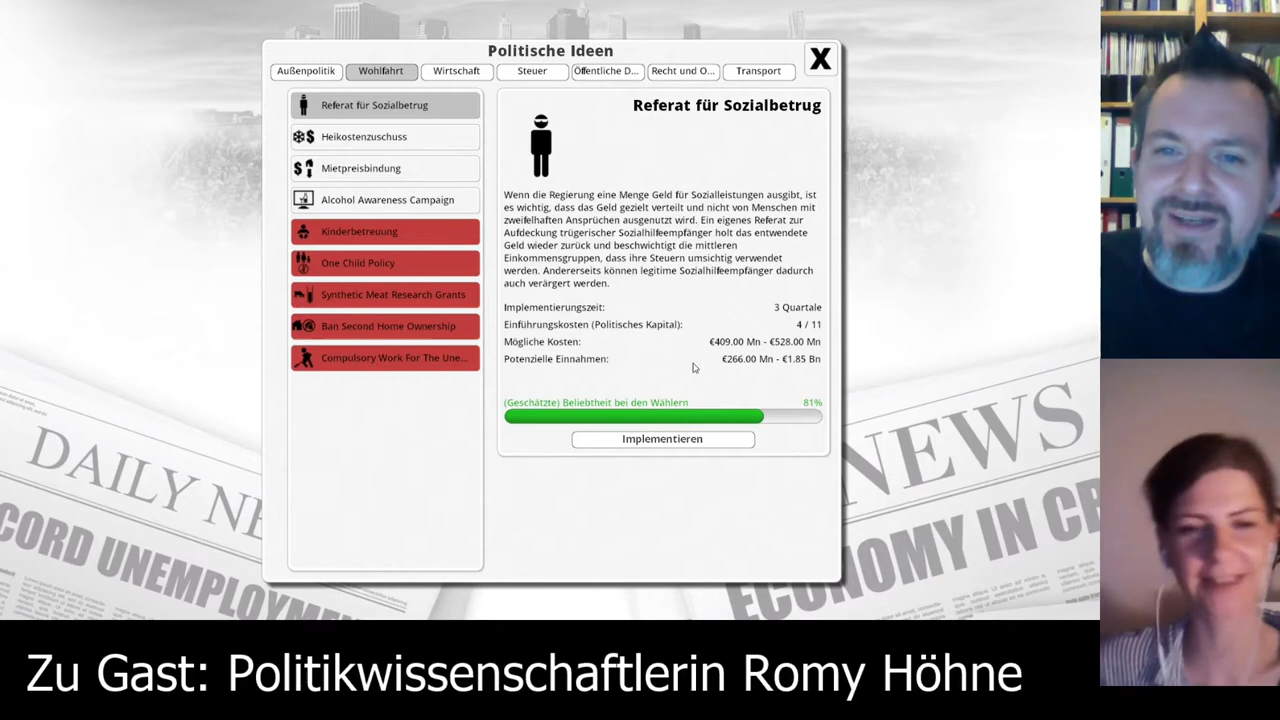 Politische Ideen
X
Außenpolitik
Wohlfahrt
Wirtschaft
Steuer
Öffentliche D...
Recht und O...
Transport
Referat für Sozialbetrug
Heikostenzuschuss
Mietpreisbindung
Alcohol Awareness Campaign
Kinderbetreuung
One Child Policy
Synthetic Meat Research Grants
Ban Second Home Ownership
Compulsory Work For The Une...
Referat für Sozialbetrug
Wenn die Regierung eine Menge Geld für Sozialleistungen ausgibt, ist
es wichtig, dass das Geld gezielt verteilt und nicht von Menschen mit
zweifelhaften Ansprüchen ausgenutzt wird. Ein eigenes Referat zur
Aufdeckung trügerischer Sozialhilfeempfänger holt das entwendete
Geld wieder zurück und beschwichtigt die mittleren
Einkommensgruppen, dass ihre Steuern umsichtig verwendet
werden. Andererseits können legitime Sozialhilfeempfänger dadurch
auch verärgert werden.
Implementierungszeit: 3 Quartale
Einführungskosten (Politisches Kapital): 4 / 11
Mögliche Kosten: €409.00 Mn - €528.00 Mn
Potenzielle Einnahmen: €266.00 Mn - €1.85 Bn
(Geschätzte) Beliebtheit bei den Wählern 81%
Implementieren
DAILY NE
CORD UNEMPLOYM
NEWS
ECONOMY IN CR
Zu Gast: Politikwissenschaftlerin Romy Höhne